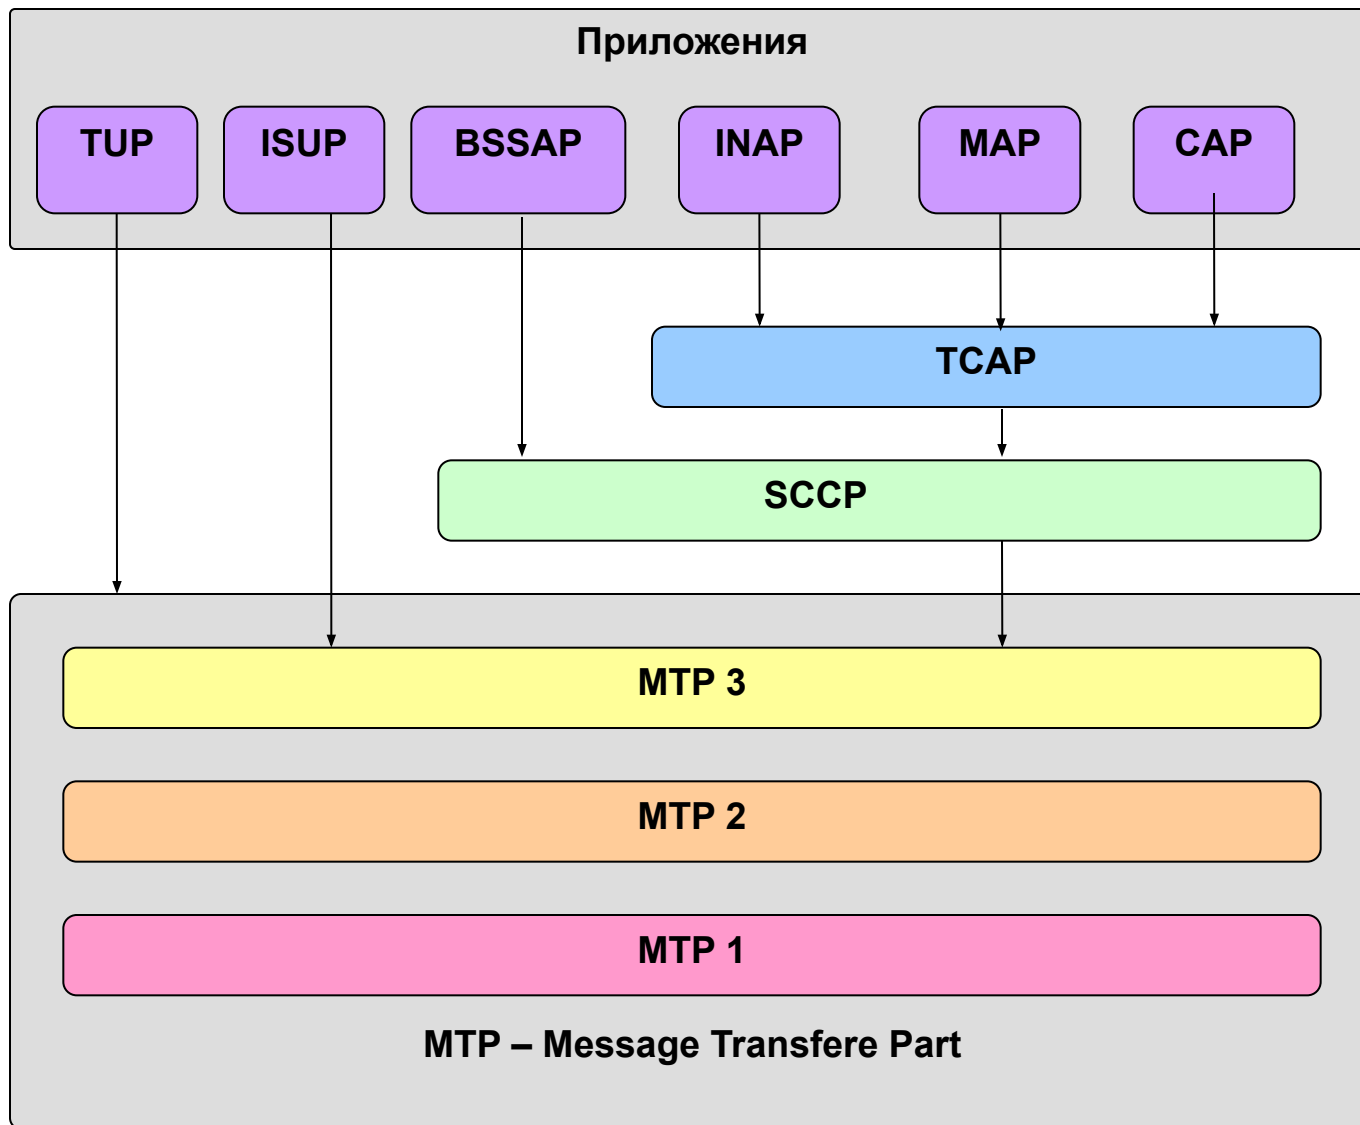 Приложения
TUP
ISUP
BSSAP
INAP
MAP
CAP
TCAP
SCCP
MTP 3
MTP 2
MTP 1
MTP – Message Transfere Part